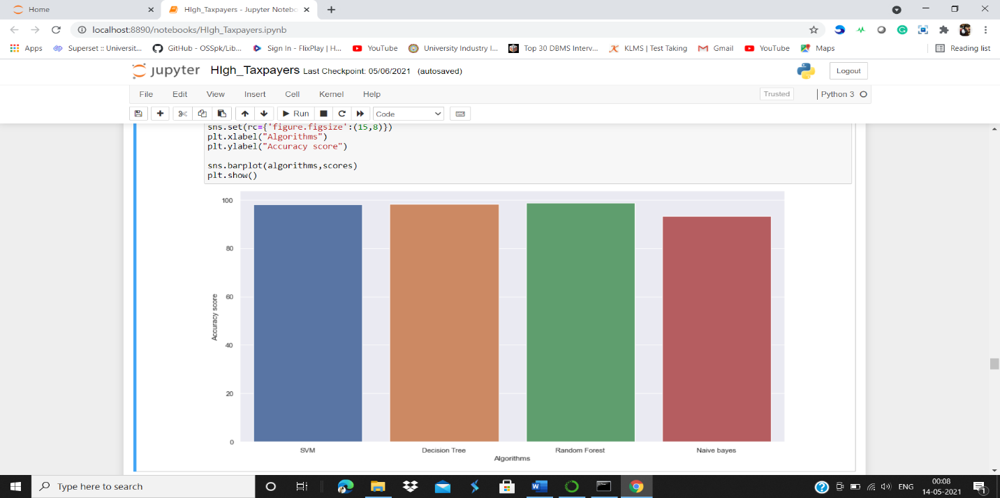 Home
HIgh_Taxpayers - Jupyter Notebo
localhost:8890/notebooks/HIgh_Taxpayers.ipynb
Apps
Superset :: Universit...
GitHub - OSSpk/Lib...
Sign In - FlixPlay | H...
YouTube
University Industry I...
Top 30 DBMS Interv...
KLMS | Test Taking
Gmail
YouTube
Maps
Reading list
jupyter HIgh_Taxpayers Last Checkpoint: 05/06/2021 (autosaved)
Logout
File Edit View Insert Cell Kernel Help
Trusted
Python 3
Run
Code
sns.set(rc={'figure.figsize':(15,8)})
plt.xlabel("Algorithms")
plt.ylabel("Accuracy score")
sns.barplot(algorithms,scores)
plt.show()
100
80
60
40
20
0
Accuracy score
SVM
Decision Tree
Random Forest
Naive bayes
Algorithms
Type here to search
ENG
00:08
14-05-2021
1